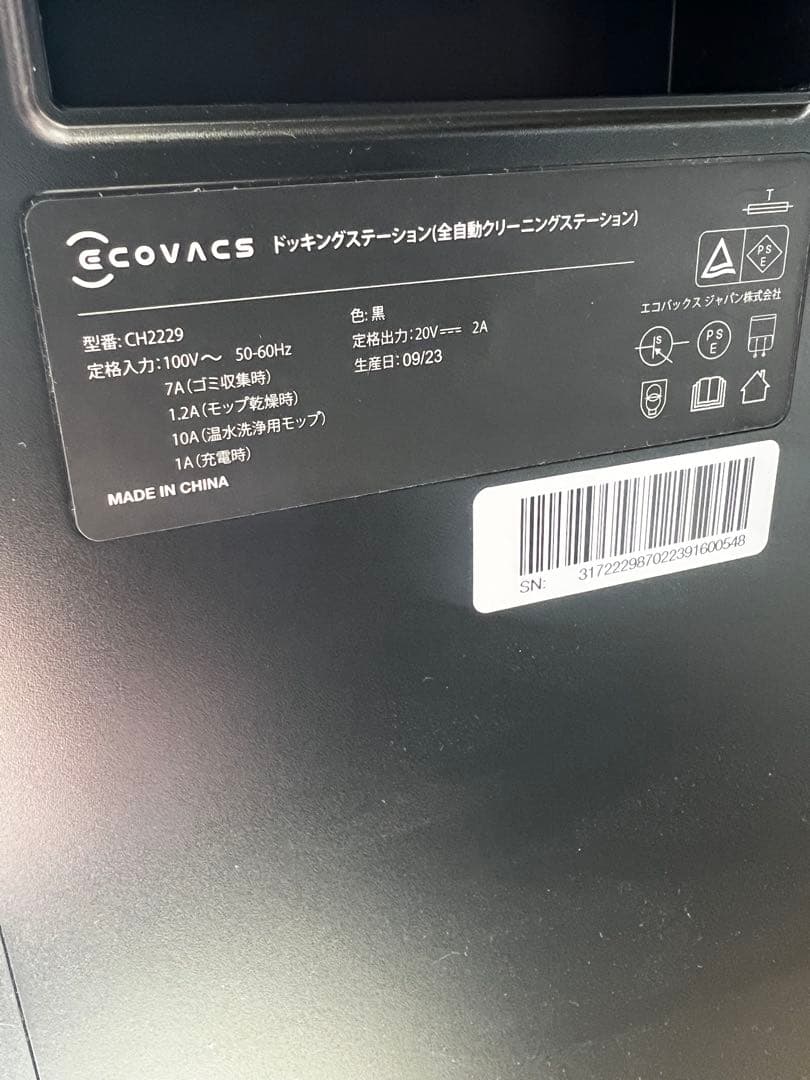 ECOVACS ドッキングステーション(全自動クリーニングステーション)
型番: CH2229
定格入力: 100V～ 50-60Hz
7A(ゴミ収集時)
1.2A(モップ乾燥時)
10A(温水洗浄用モップ)
1A(充電時)
MADE IN CHINA
色: 黒
定格出力: 20V⎓ 2A
生産日: 09/23
T
PS
E
エコバックス ジャパン株式会社
S
PS
E
SN: 317222987022391600548